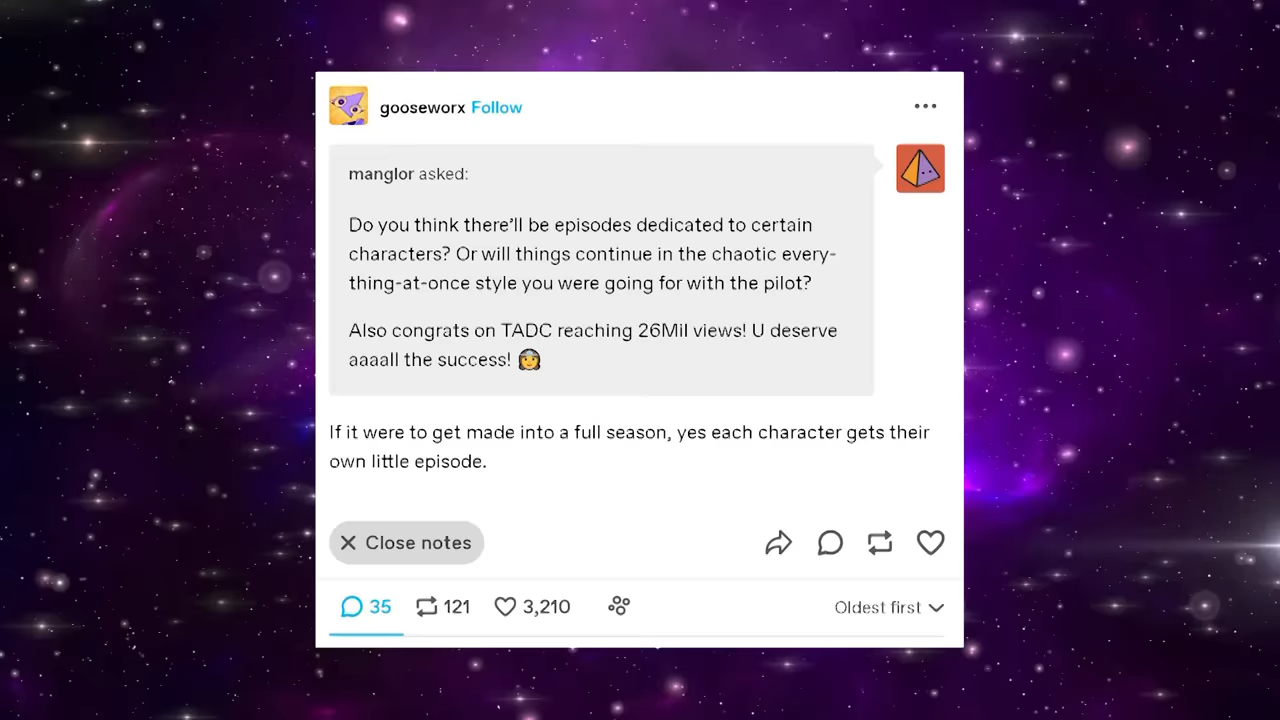 gooseworx Follow
manglor asked:
Do you think there'll be episodes dedicated to certain
characters? Or will things continue in the chaotic every-
thing-at-once style you were going for with the pilot?
Also congrats on TADC reaching 26Mil views! U deserve
aaaall the success!
If it were to get made into a full season, yes each character gets their
own little episode.
Close notes
35 121 3,210 Oldest first